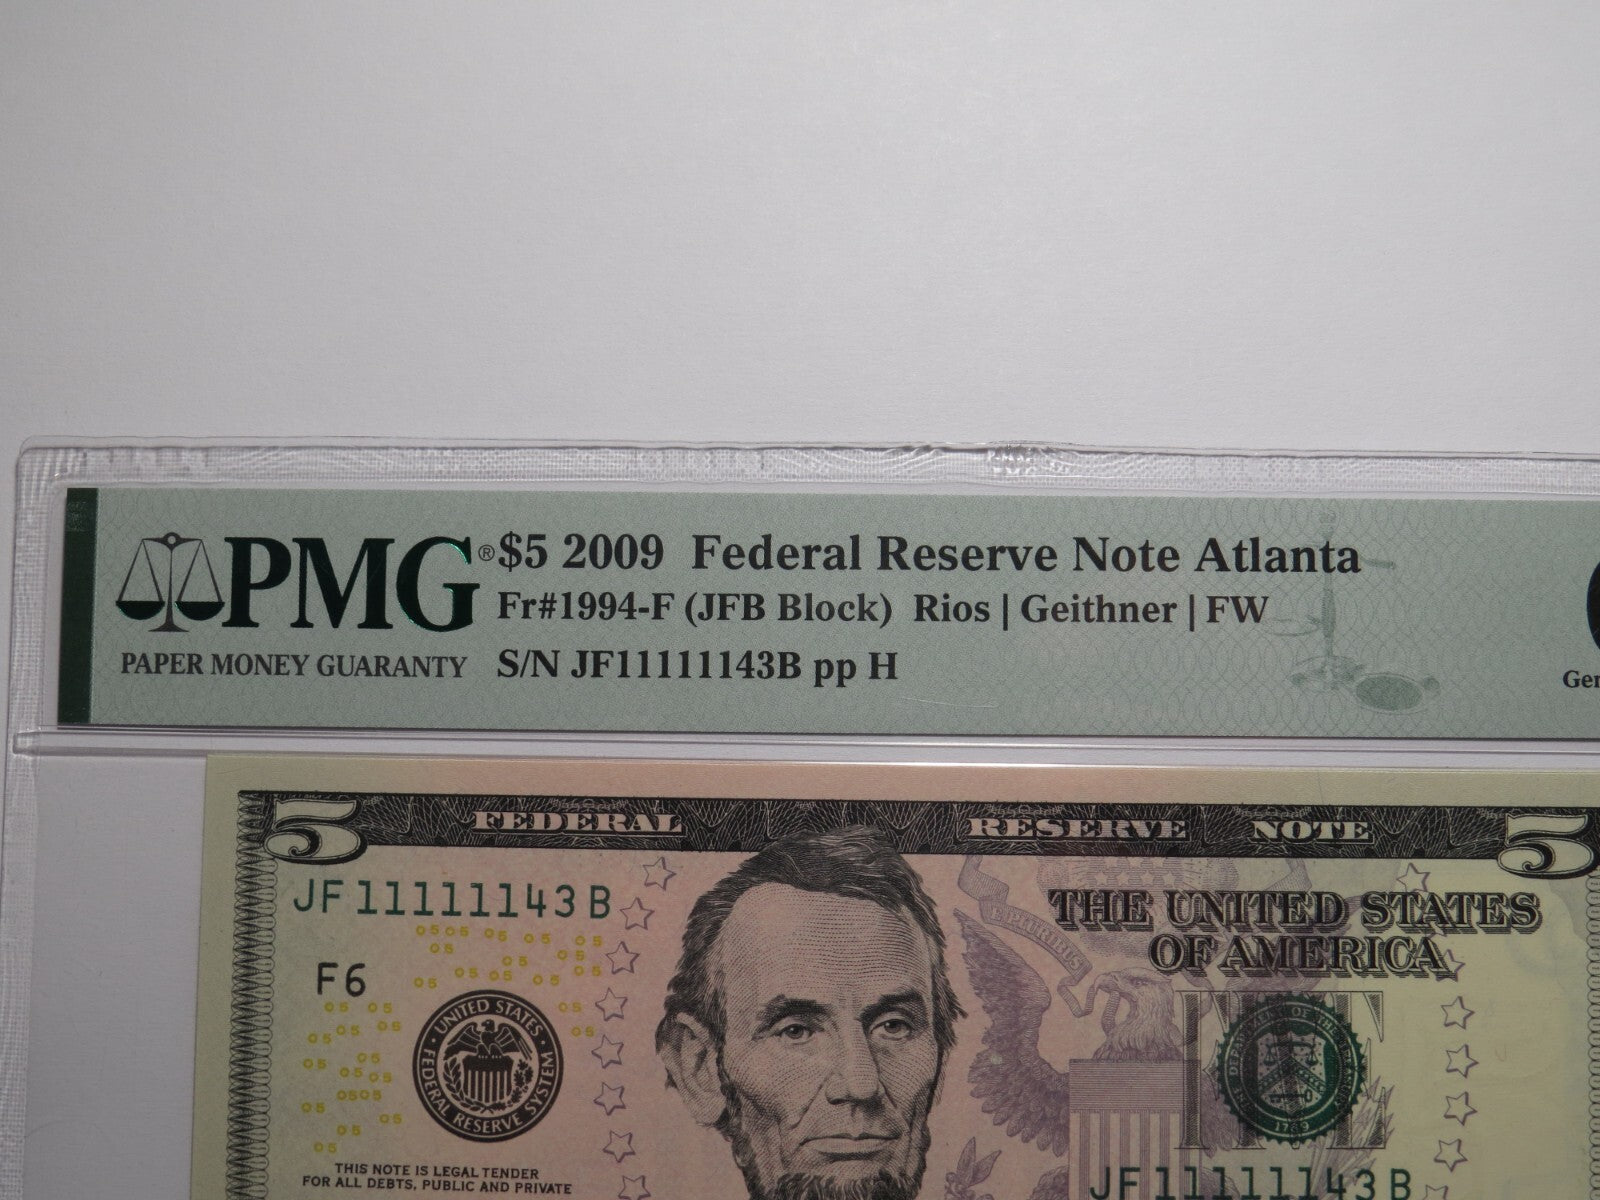 PMG® $5 2009 Federal Reserve Note Atlanta
Fr#1994-F (JFB Block) Rios | Geithner | FW
PAPER MONEY GUARANTY S/N JF11111143B pp H
5 FEDERAL RESERVE NOTE 5
JF 11111143 B
THE UNITED STATES
OF AMERICA
E PLURIBUS
F6
UNITED STATES FEDERAL RESERVE SYSTEM
1789
THIS NOTE IS LEGAL TENDER
FOR ALL DEBTS, PUBLIC AND PRIVATE
JF 11111143 B